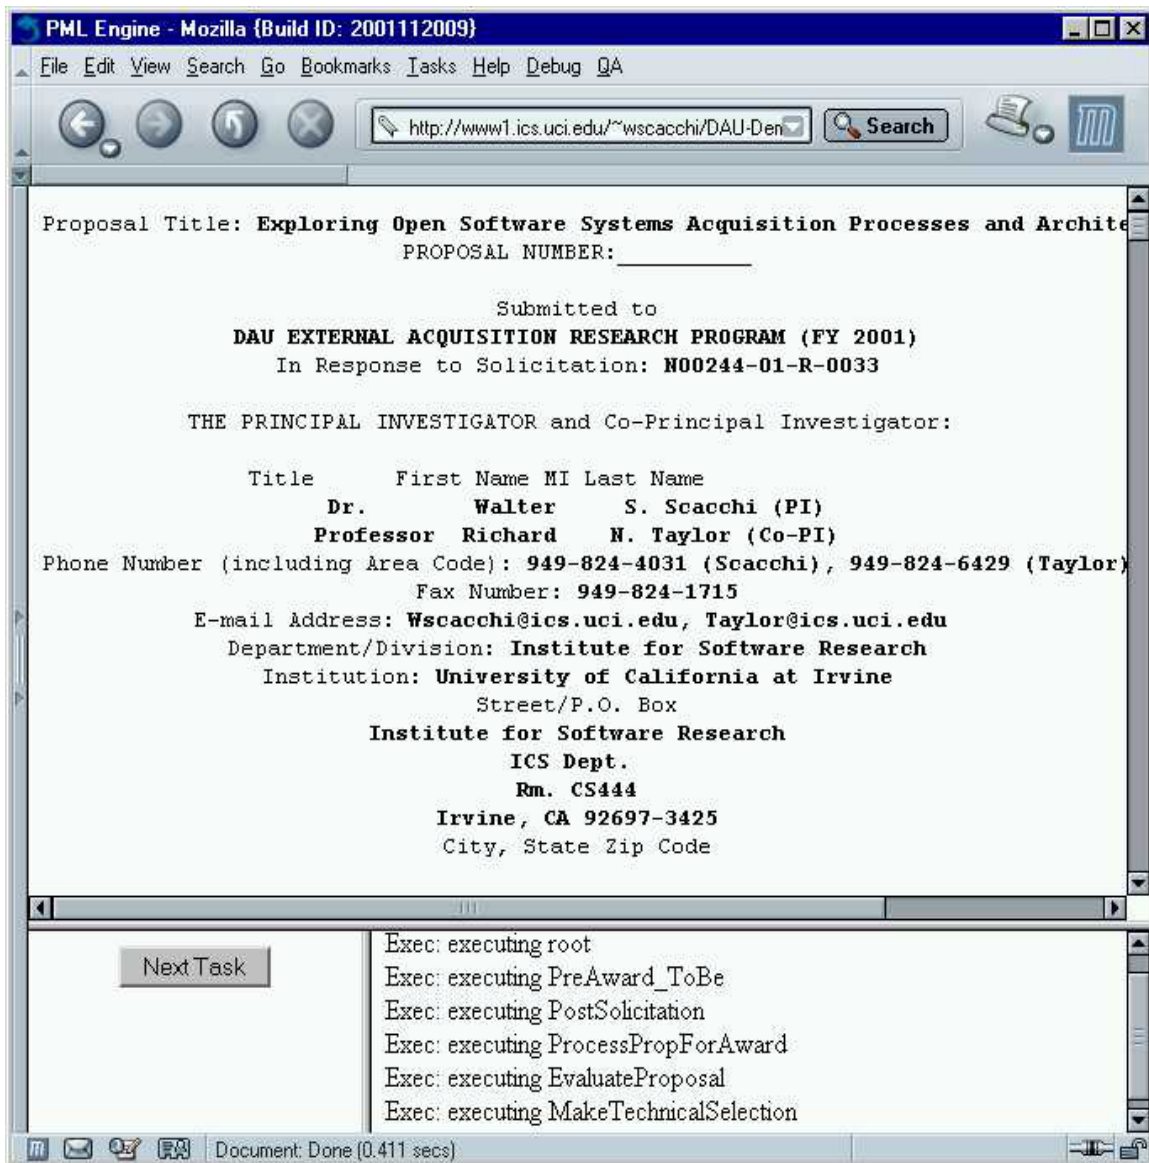 PML Engine - Mozilla {Build ID: 2001112009}
File Edit View Search Go Bookmarks Tasks Help Debug QA
http://www1.ics.uci.edu/~wscacchi/DAU-Den
Search
Proposal Title: Exploring Open Software Systems Acquisition Processes and Archite
PROPOSAL NUMBER:___________
Submitted to
DAU EXTERNAL ACQUISITION RESEARCH PROGRAM (FY 2001)
In Response to Solicitation: N00244-01-R-0033
THE PRINCIPAL INVESTIGATOR and Co-Principal Investigator:
Title First Name MI Last Name
Dr. Walter S. Scacchi (PI)
Professor Richard N. Taylor (Co-PI)
Phone Number (including Area Code): 949-824-4031 (Scacchi), 949-824-6429 (Taylor)
Fax Number: 949-824-1715
E-mail Address: Wscacchi@ics.uci.edu, Taylor@ics.uci.edu
Department/Division: Institute for Software Research
Institution: University of California at Irvine
Street/P.O. Box
Institute for Software Research
ICS Dept.
Rm. CS444
Irvine, CA 92697-3425
City, State Zip Code
Next Task
Exec: executing root
Exec: executing PreAward_ToBe
Exec: executing PostSolicitation
Exec: executing ProcessPropForAward
Exec: executing EvaluateProposal
Exec: executing MakeTechnicalSelection
Document: Done (0.411 secs)